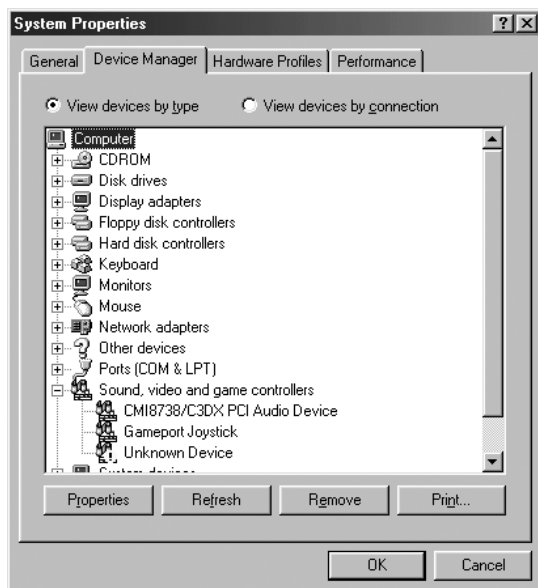 System Properties
General Device Manager Hardware Profiles Performance
View devices by type View devices by connection
Computer
CDROM
Disk drives
Display adapters
Floppy disk controllers
Hard disk controllers
Keyboard
Monitors
Mouse
Network adapters
Other devices
Ports (COM & LPT)
Sound, video and game controllers
CMI8738/C3DX PCI Audio Device
Gameport Joystick
Unknown Device
System devices
Properties Refresh Remove Print...
OK Cancel